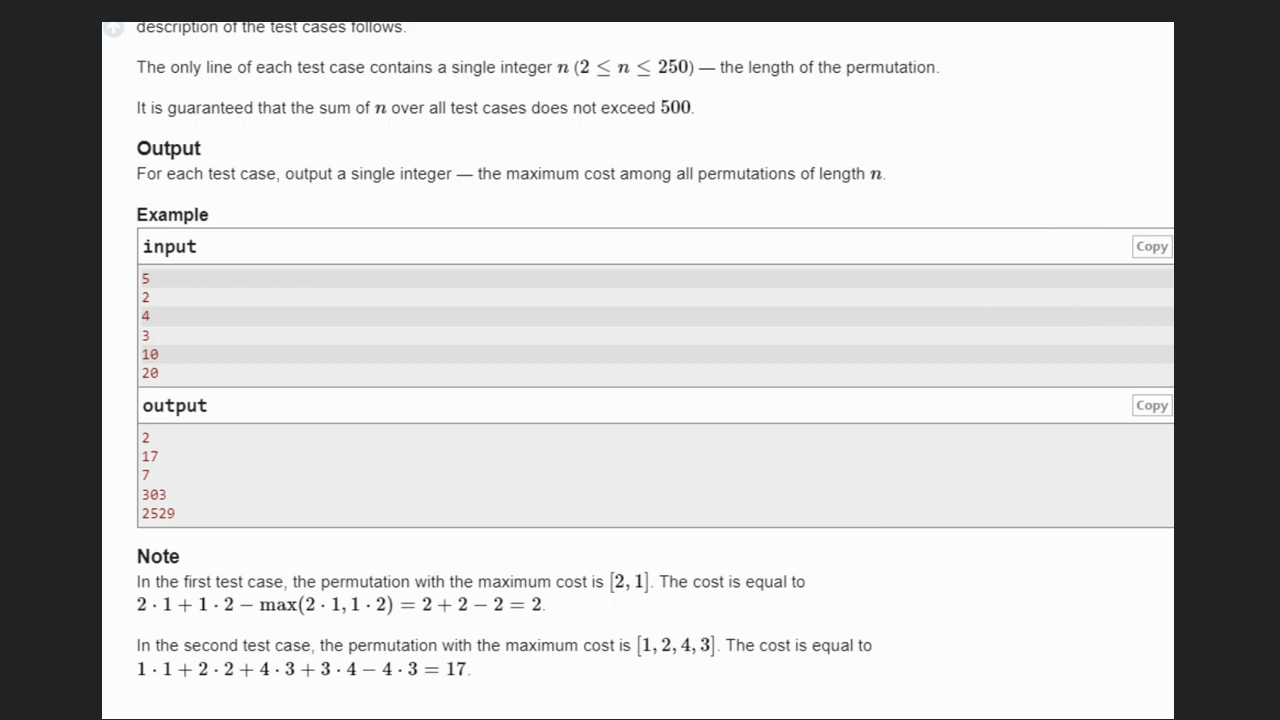 description of the test cases follows.
The only line of each test case contains a single integer n (2 ≤ n ≤ 250) — the length of the permutation.
It is guaranteed that the sum of n over all test cases does not exceed 500.
Output
For each test case, output a single integer — the maximum cost among all permutations of length n.
Example
input
Copy
5
2
4
3
10
20
output
Copy
2
17
7
303
2529
Note
In the first test case, the permutation with the maximum cost is [2, 1]. The cost is equal to
2 · 1 + 1 · 2 − max(2 · 1, 1 · 2) = 2 + 2 − 2 = 2.
In the second test case, the permutation with the maximum cost is [1, 2, 4, 3]. The cost is equal to
1 · 1 + 2 · 2 + 4 · 3 + 3 · 4 − 4 · 3 = 17.